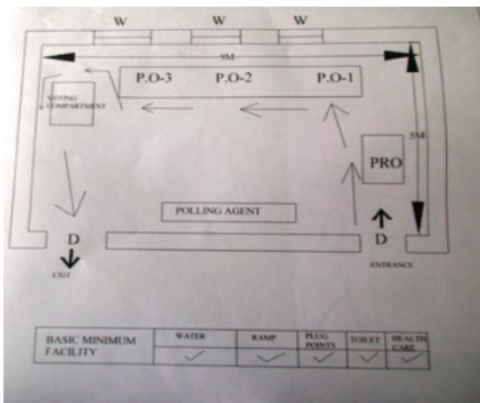 W W W
9M
P.O-3 P.O-2 P.O-1
VOTING
COMPARTMENT
5M
PRO
POLLING AGENT
D D
EXIT
ENTRANCE
BASIC MINIMUM
FACILITY
WATER
RAMP
PLUG
POINTS
TOILET
HEALTH
CARE